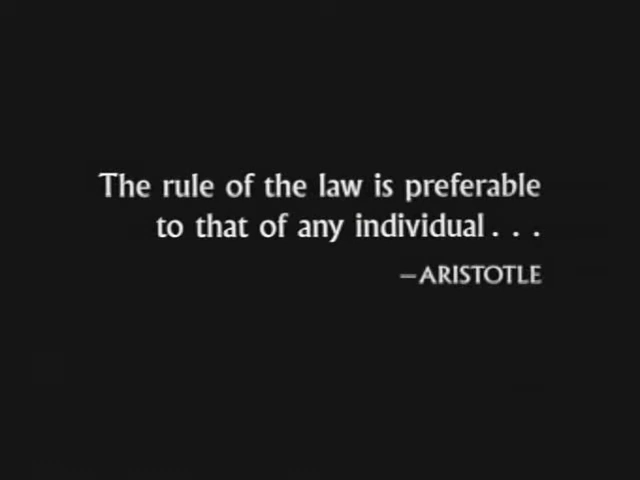 The rule of the law is preferable
to that of any individual . . .
—ARISTOTLE